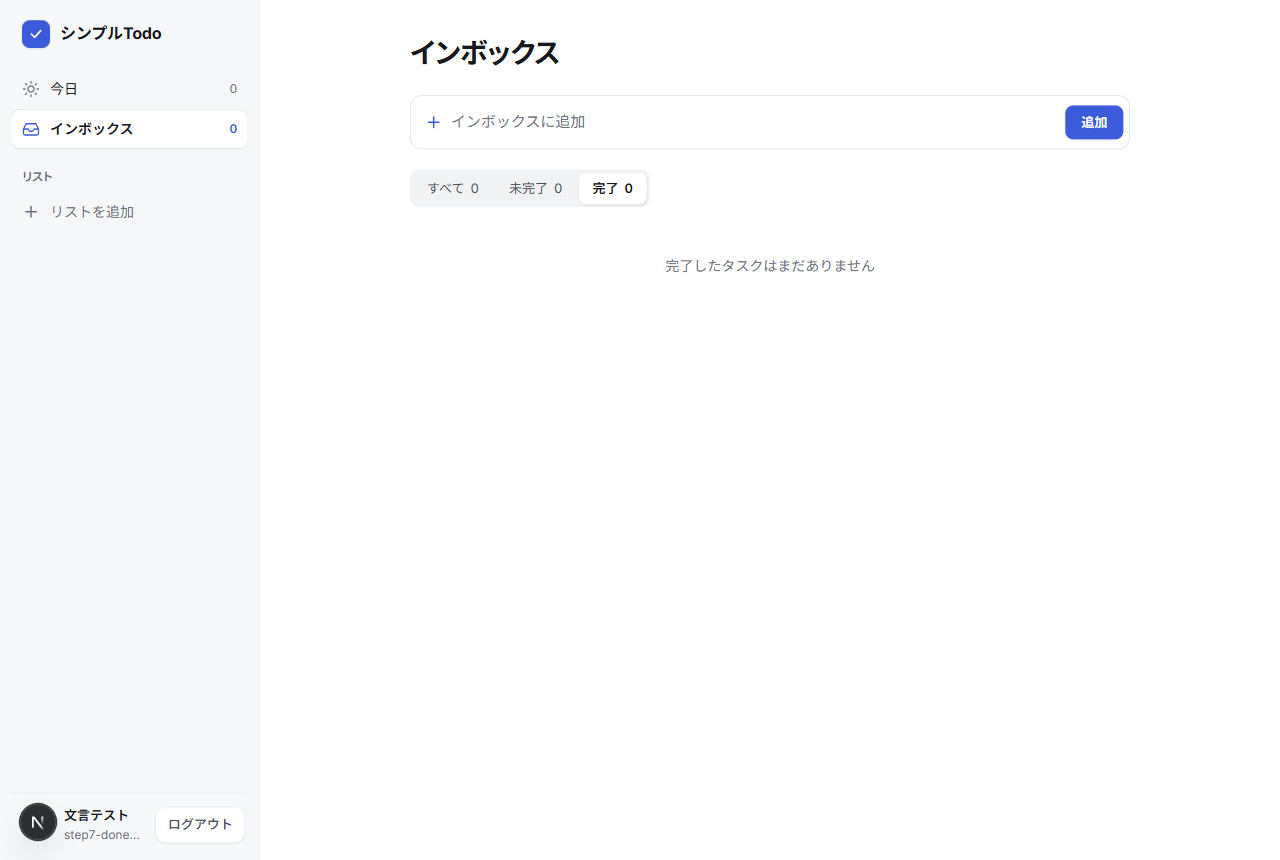 シンプルTodo
今日 0
インボックス 0
リスト
リストを追加
文言テスト
step7-done...
ログアウト
インボックス
インボックスに追加 追加
すべて 0 未完了 0 完了 0
完了したタスクはまだありません